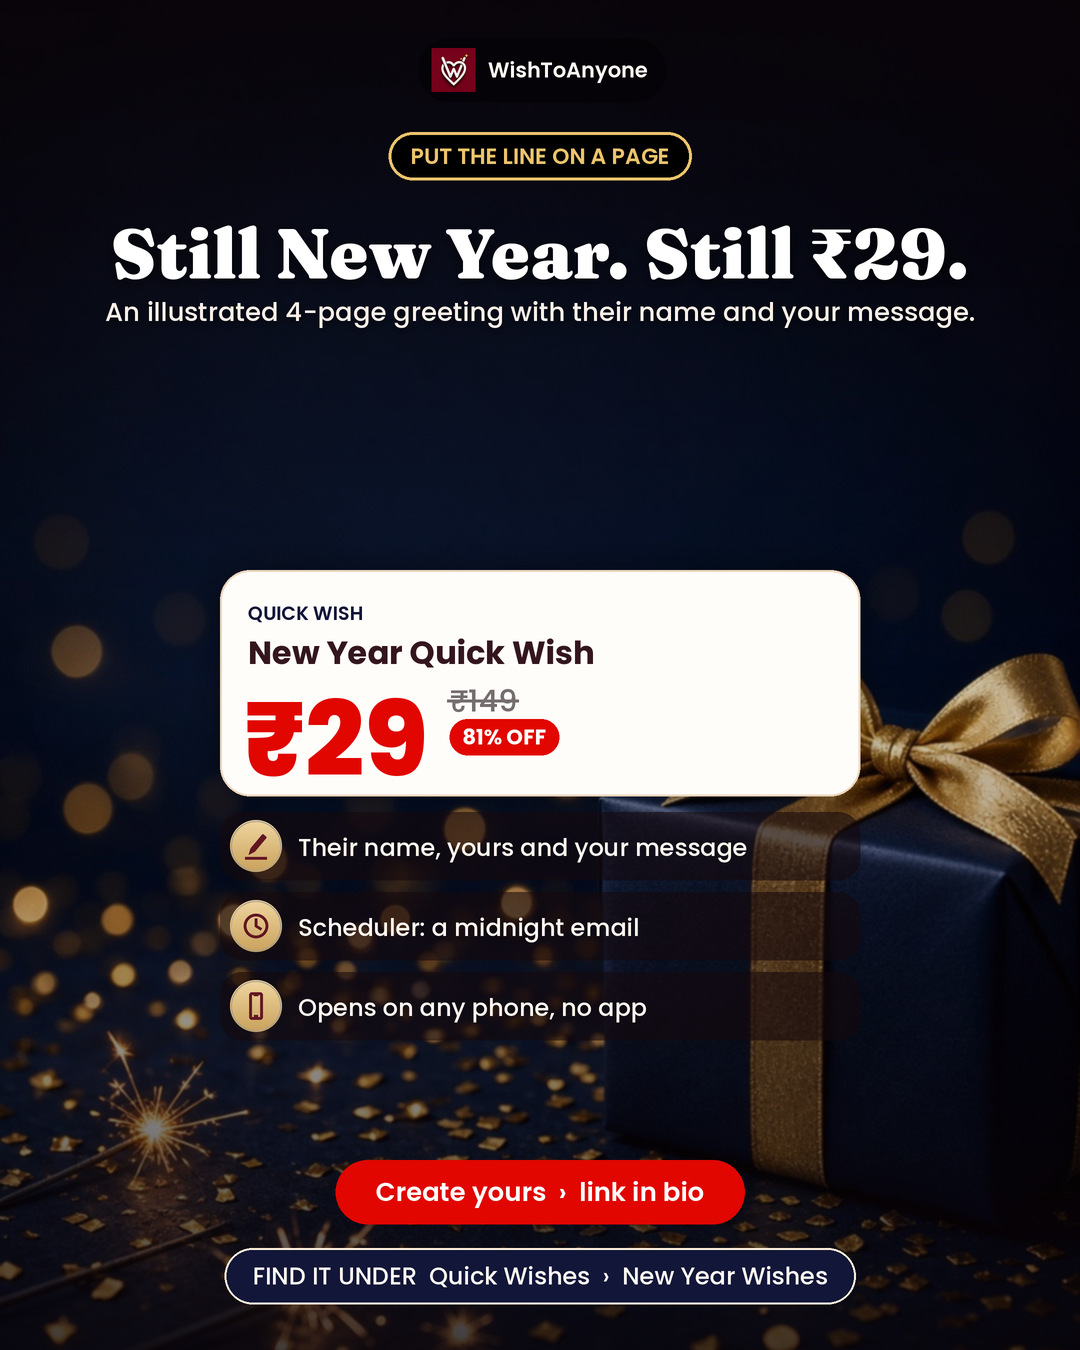 WishToAnyone
PUT THE LINE ON A PAGE
Still New Year. Still ₹29.
An illustrated 4-page greeting with their name and your message.
QUICK WISH
New Year Quick Wish
₹29
₹149
81% OFF
Their name, yours and your message
Scheduler: a midnight email
Opens on any phone, no app
Create yours › link in bio
FIND IT UNDER Quick Wishes › New Year Wishes